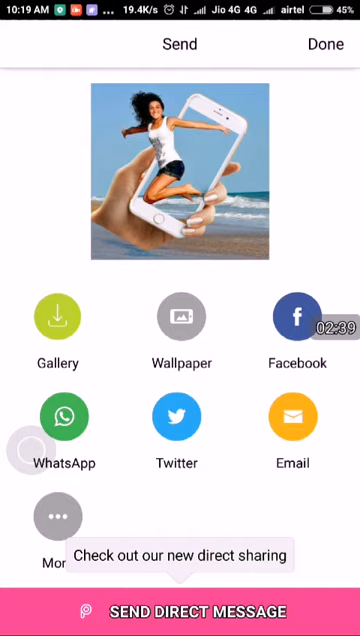 10:19 AM ... 19.4K/s Jio 4G 4G airtel 45%
Send Done
Gallery Wallpaper Facebook
02:39
WhatsApp Twitter Email
Mor
Check out our new direct sharing
SEND DIRECT MESSAGE